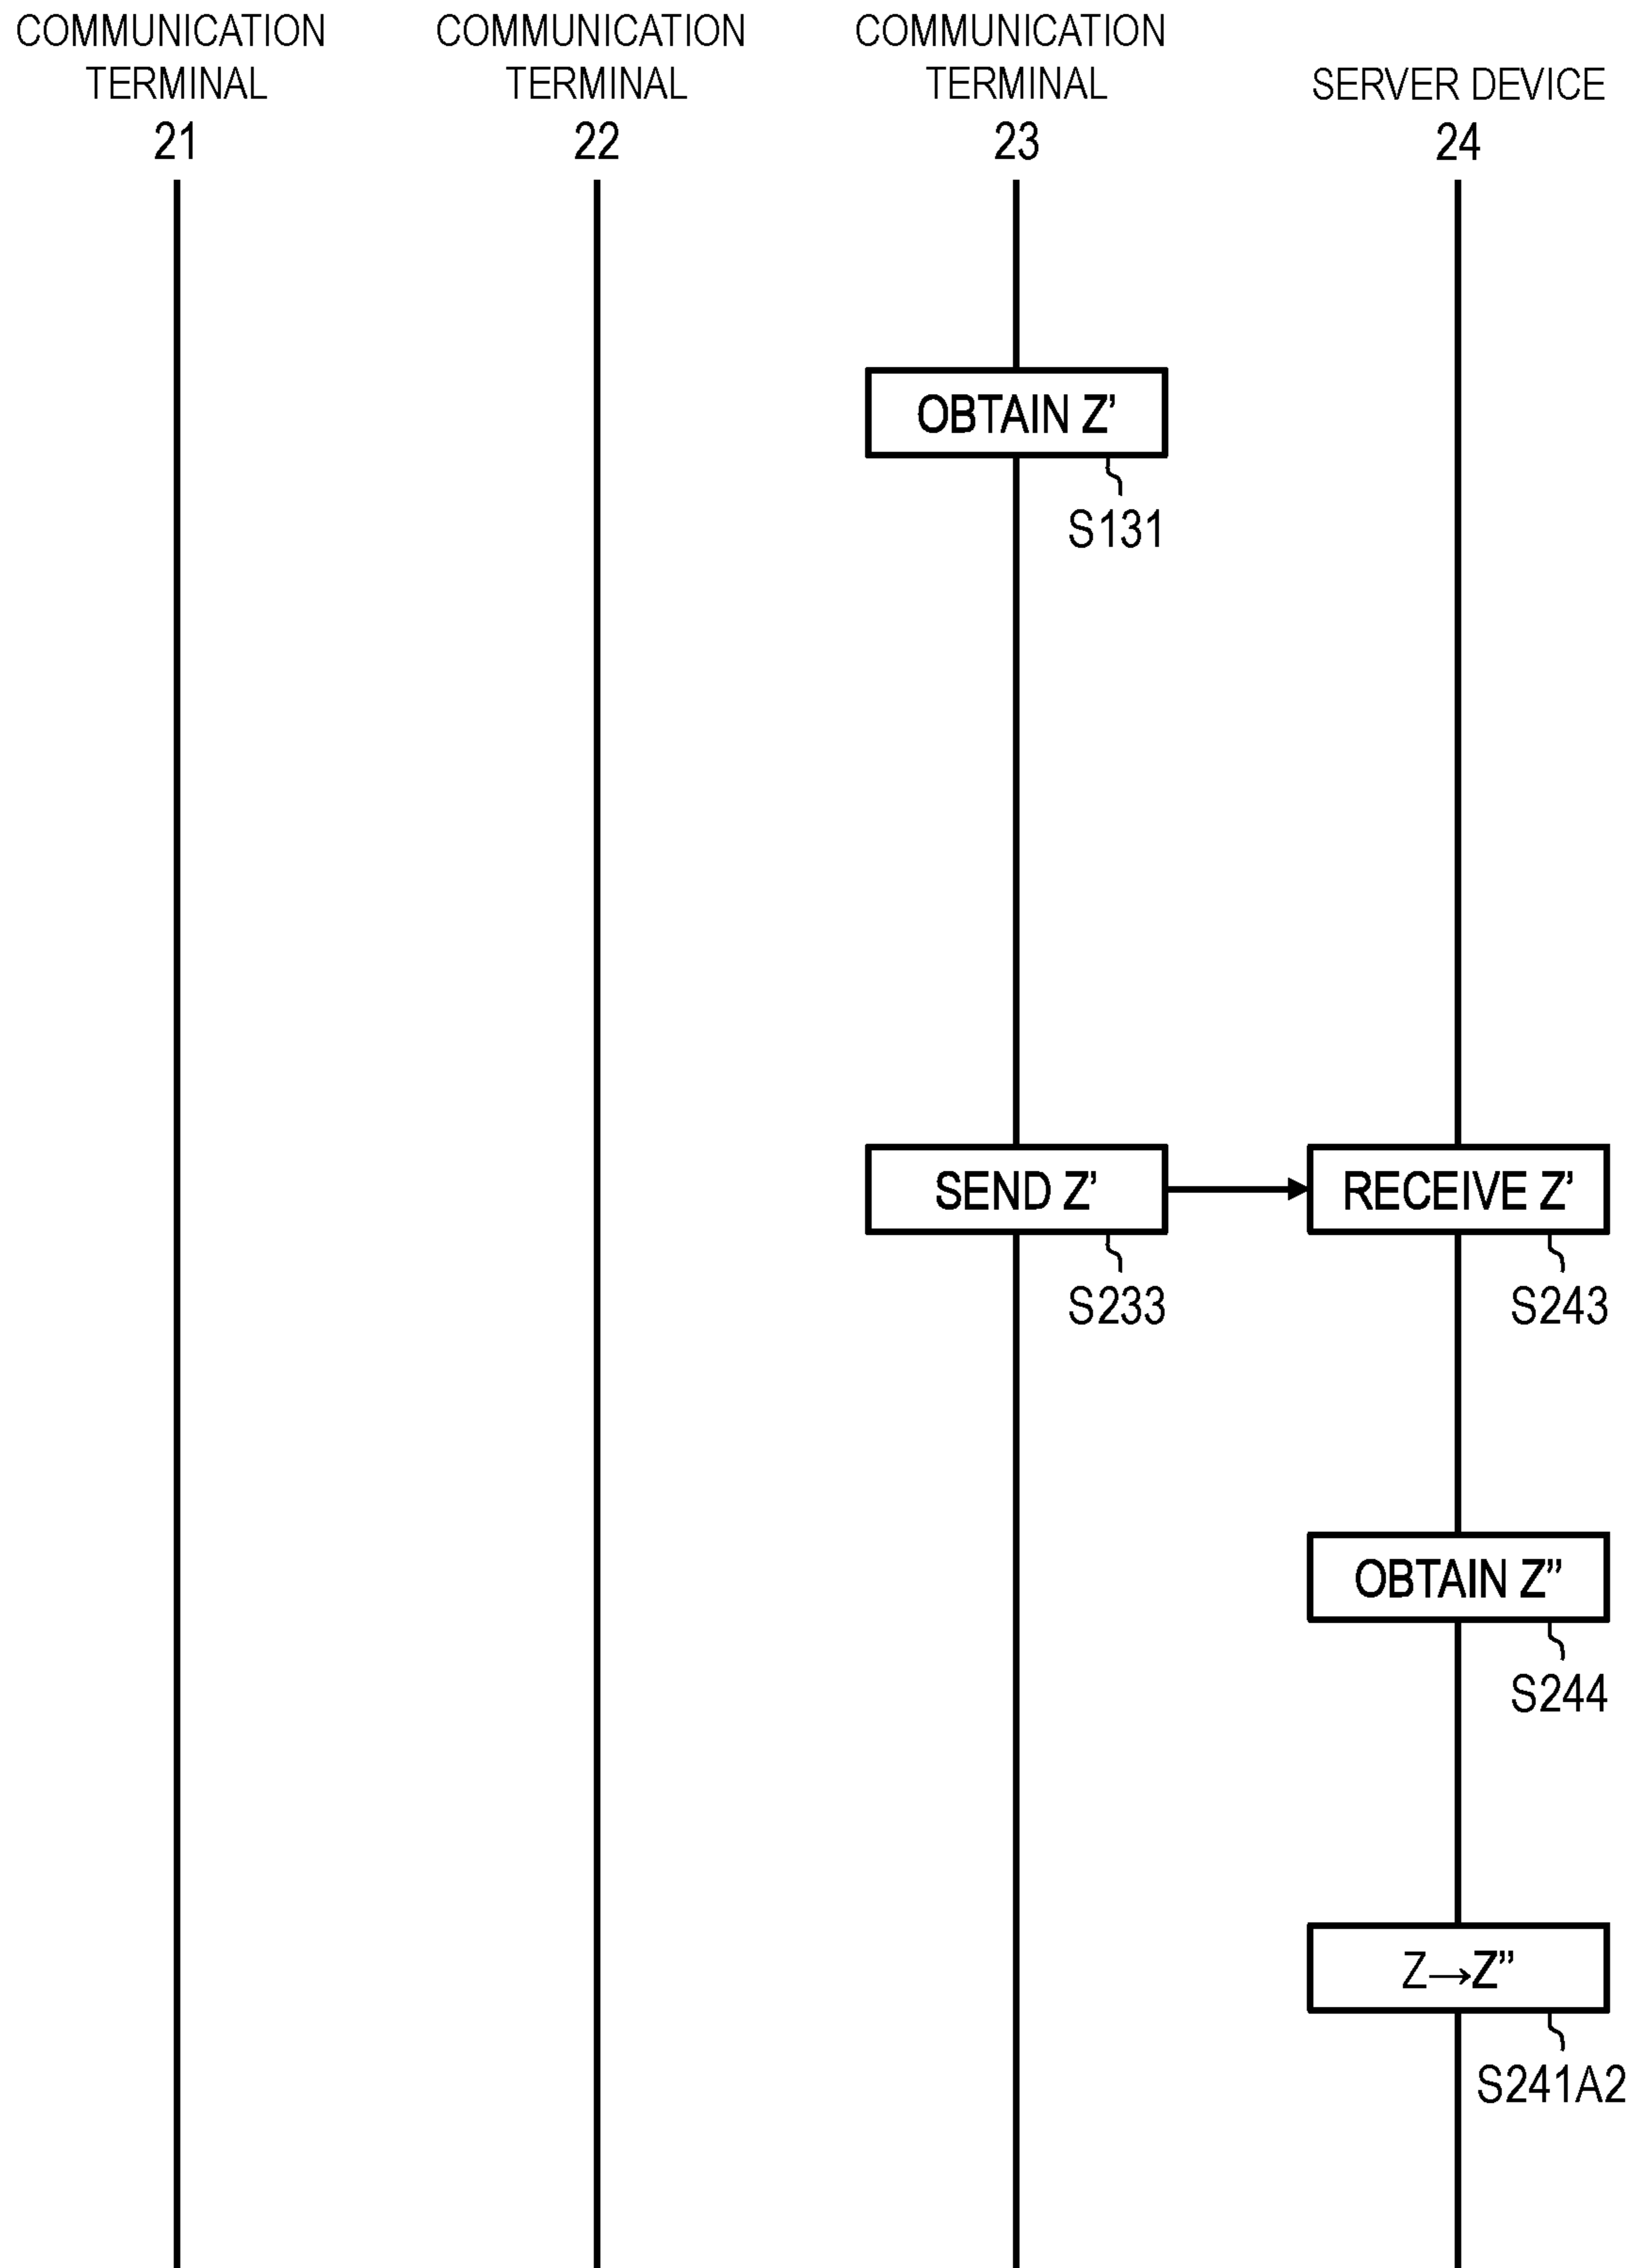 COMMUNICATION
TERMINAL
21
COMMUNICATION
TERMINAL
22
COMMUNICATION
TERMINAL
23
SERVER DEVICE
24
OBTAIN Z'
S131
SEND Z'
S233
RECEIVE Z'
S243
OBTAIN Z''
S244
Z→Z''
S241A2